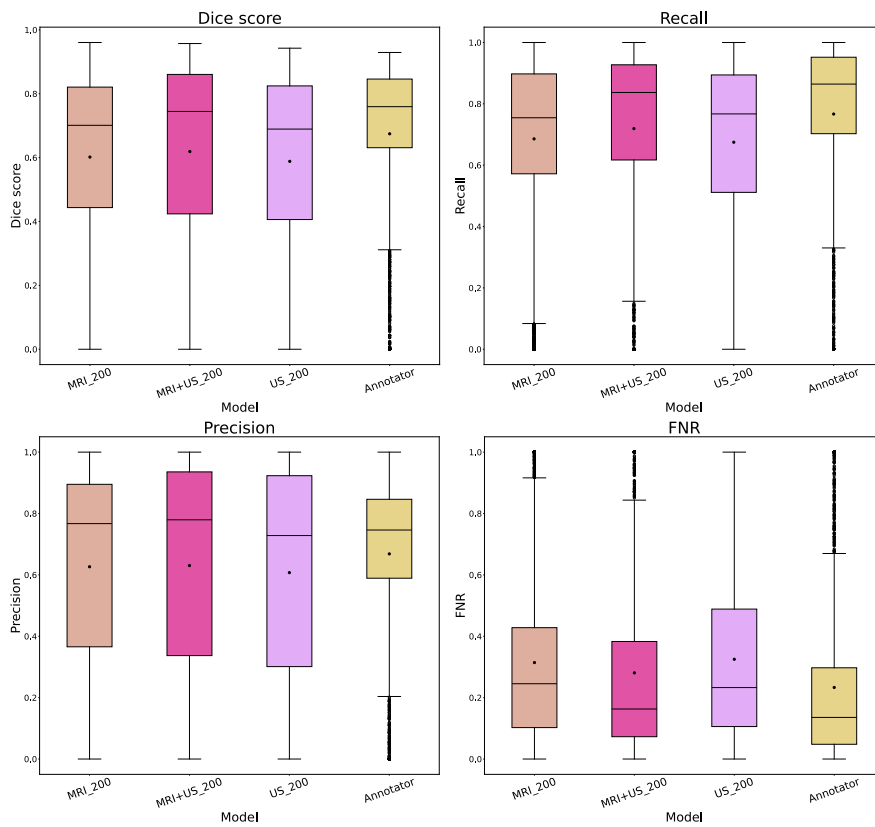 Dice score
Dice score
1,0
0,8
0,6
0,4
0,2
0,0
MRI_200
MRI+US_200
US_200
Annotator
Model
Recall
Recall
1,0
0,8
0,6
0,4
0,2
0,0
MRI_200
MRI+US_200
US_200
Annotator
Model
Precision
Precision
1,0
0,8
0,6
0,4
0,2
0,0
MRI_200
MRI+US_200
US_200
Annotator
Model
FNR
FNR
1,0
0,8
0,6
0,4
0,2
0,0
MRI_200
MRI+US_200
US_200
Annotator
Model